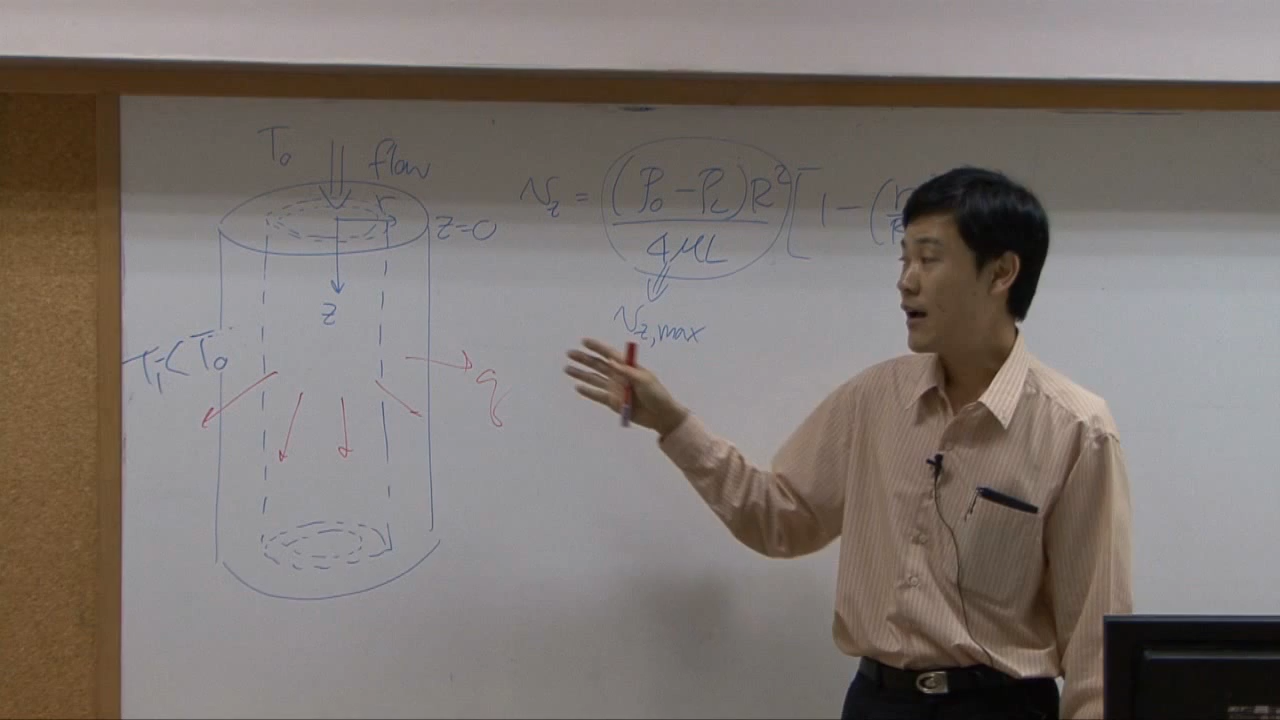 T₀
flow
r
z=0
z
T₁< T₀
q
v_z = (P₀ − P_L)R² / 4μL [ 1 − (r/R
v_z,max